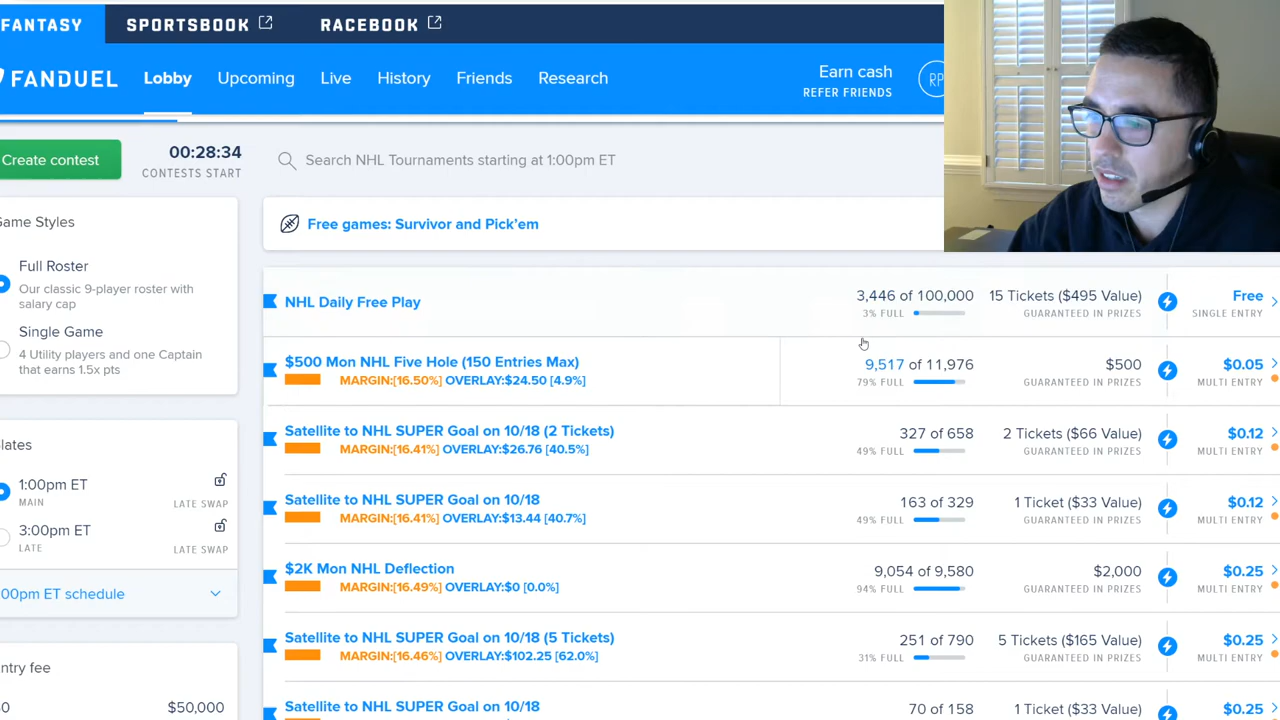 FANTASY SPORTSBOOK RACEBOOK
FANDUEL Lobby Upcoming Live History Friends Research Earn cash RP
REFER FRIENDS
Create contest 00:28:34 Search NHL Tournaments starting at 1:00pm ET
CONTESTS START
Game Styles
Free games: Survivor and Pick'em
Full Roster
Our classic 9-player roster with
salary cap
Single Game
4 Utility players and one Captain
that earns 1.5x pts
lates
1:00pm ET
MAIN LATE SWAP
3:00pm ET
LATE LATE SWAP
00pm ET schedule
ntry fee
0 $50,000
NHL Daily Free Play 3,446 of 100,000 15 Tickets ($495 Value) Free
3% FULL GUARANTEED IN PRIZES SINGLE ENTRY
$500 Mon NHL Five Hole (150 Entries Max) 9,517 of 11,976 $500 $0.05
MARGIN:[16.50%] OVERLAY:$24.50 [4.9%] 79% FULL GUARANTEED IN PRIZES MULTI ENTRY
Satellite to NHL SUPER Goal on 10/18 (2 Tickets) 327 of 658 2 Tickets ($66 Value) $0.12
MARGIN:[16.41%] OVERLAY:$26.76 [40.5%] 49% FULL GUARANTEED IN PRIZES MULTI ENTRY
Satellite to NHL SUPER Goal on 10/18 163 of 329 1 Ticket ($33 Value) $0.12
MARGIN:[16.41%] OVERLAY:$13.44 [40.7%] 49% FULL GUARANTEED IN PRIZES MULTI ENTRY
$2K Mon NHL Deflection 9,054 of 9,580 $2,000 $0.25
MARGIN:[16.49%] OVERLAY:$0 [0.0%] 94% FULL GUARANTEED IN PRIZES MULTI ENTRY
Satellite to NHL SUPER Goal on 10/18 (5 Tickets) 251 of 790 5 Tickets ($165 Value) $0.25
MARGIN:[16.46%] OVERLAY:$102.25 [62.0%] 31% FULL GUARANTEED IN PRIZES MULTI ENTRY
Satellite to NHL SUPER Goal on 10/18 70 of 158 1 Ticket ($33 Value) $0.25